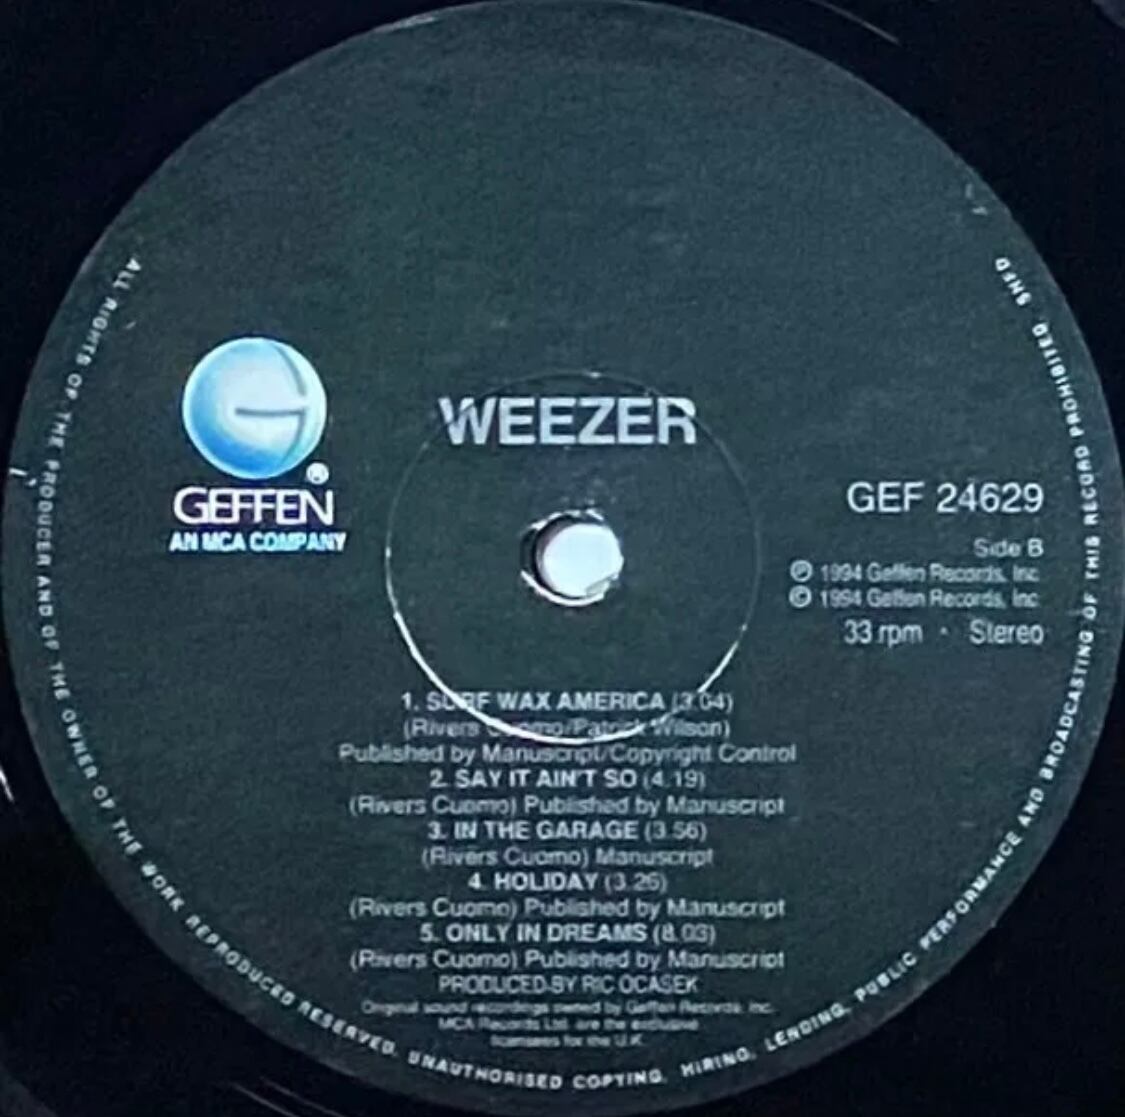 WEEZER
GEFFEN
AN MCA COMPANY
GEF 24629
Side B
℗ 1994 Geffen Records, Inc
© 1994 Geffen Records, Inc
33 rpm · Stereo
1. SURF WAX AMERICA (3.04)
(Rivers Cuomo/Patrick Wilson)
Published by Manuscript/Copyright Control
2. SAY IT AIN'T SO (4.19)
(Rivers Cuomo) Published by Manuscript
3. IN THE GARAGE (3.56)
(Rivers Cuomo) Manuscript
4. HOLIDAY (3.26)
(Rivers Cuomo) Published by Manuscript
5. ONLY IN DREAMS (8.03)
(Rivers Cuomo) Published by Manuscript
PRODUCED BY RIC OCASEK
Original sound recordings owned by Geffen Records, Inc.
MCA Records Ltd. are the exclusive
licensees for the U.K.
ALL RIGHTS OF THE PRODUCER AND OF THE OWNER OF THE WORK REPRODUCED RESERVED. UNAUTHORISED COPYING, HIRING, LENDING, PUBLIC PERFORMANCE AND BROADCASTING OF THIS RECORD PROHIBITED